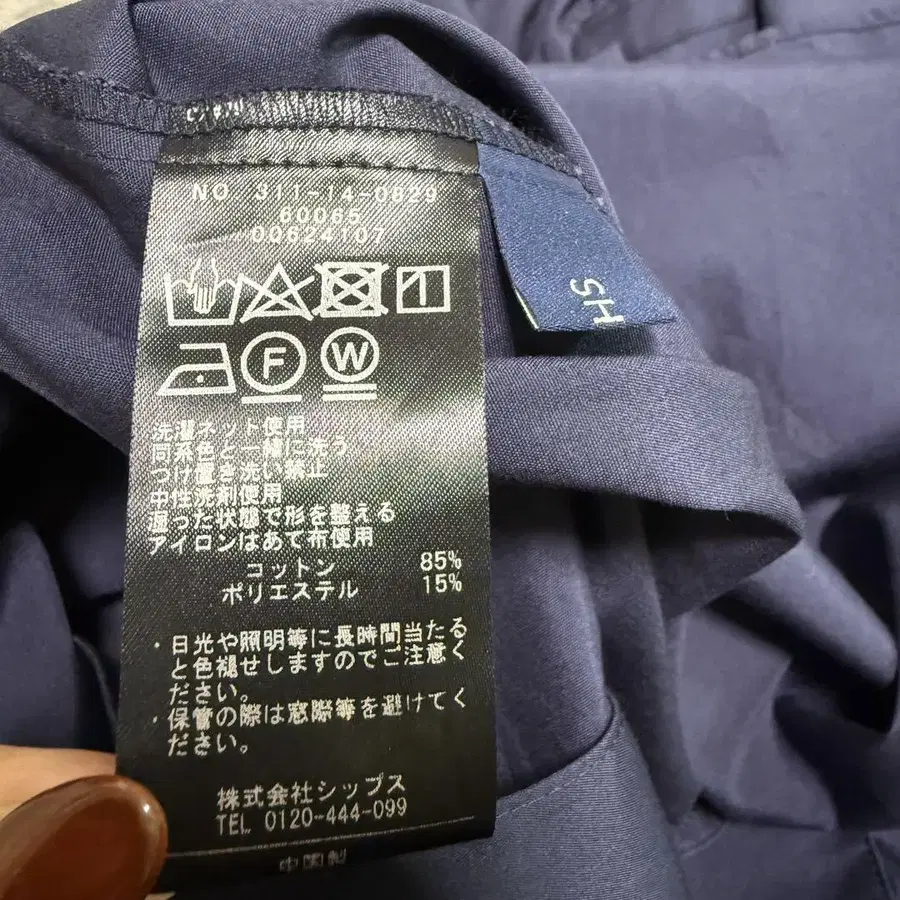 NO 311-14-0829
60065
00624107
F
W
洗濯ネット使用
同系色と一緒に洗う
つけ置き洗い禁止
中性洗剤使用
湿った状態で形を整える
アイロンはあて布使用
コットン 85%
ポリエステル 15%
・日光や照明等に長時間当たる
と色褪せしますのでご注意く
ださい。
・保管の際は窓際等を避けてく
ださい。
株式会社シップス
TEL 0120-444-099
中国製
SH